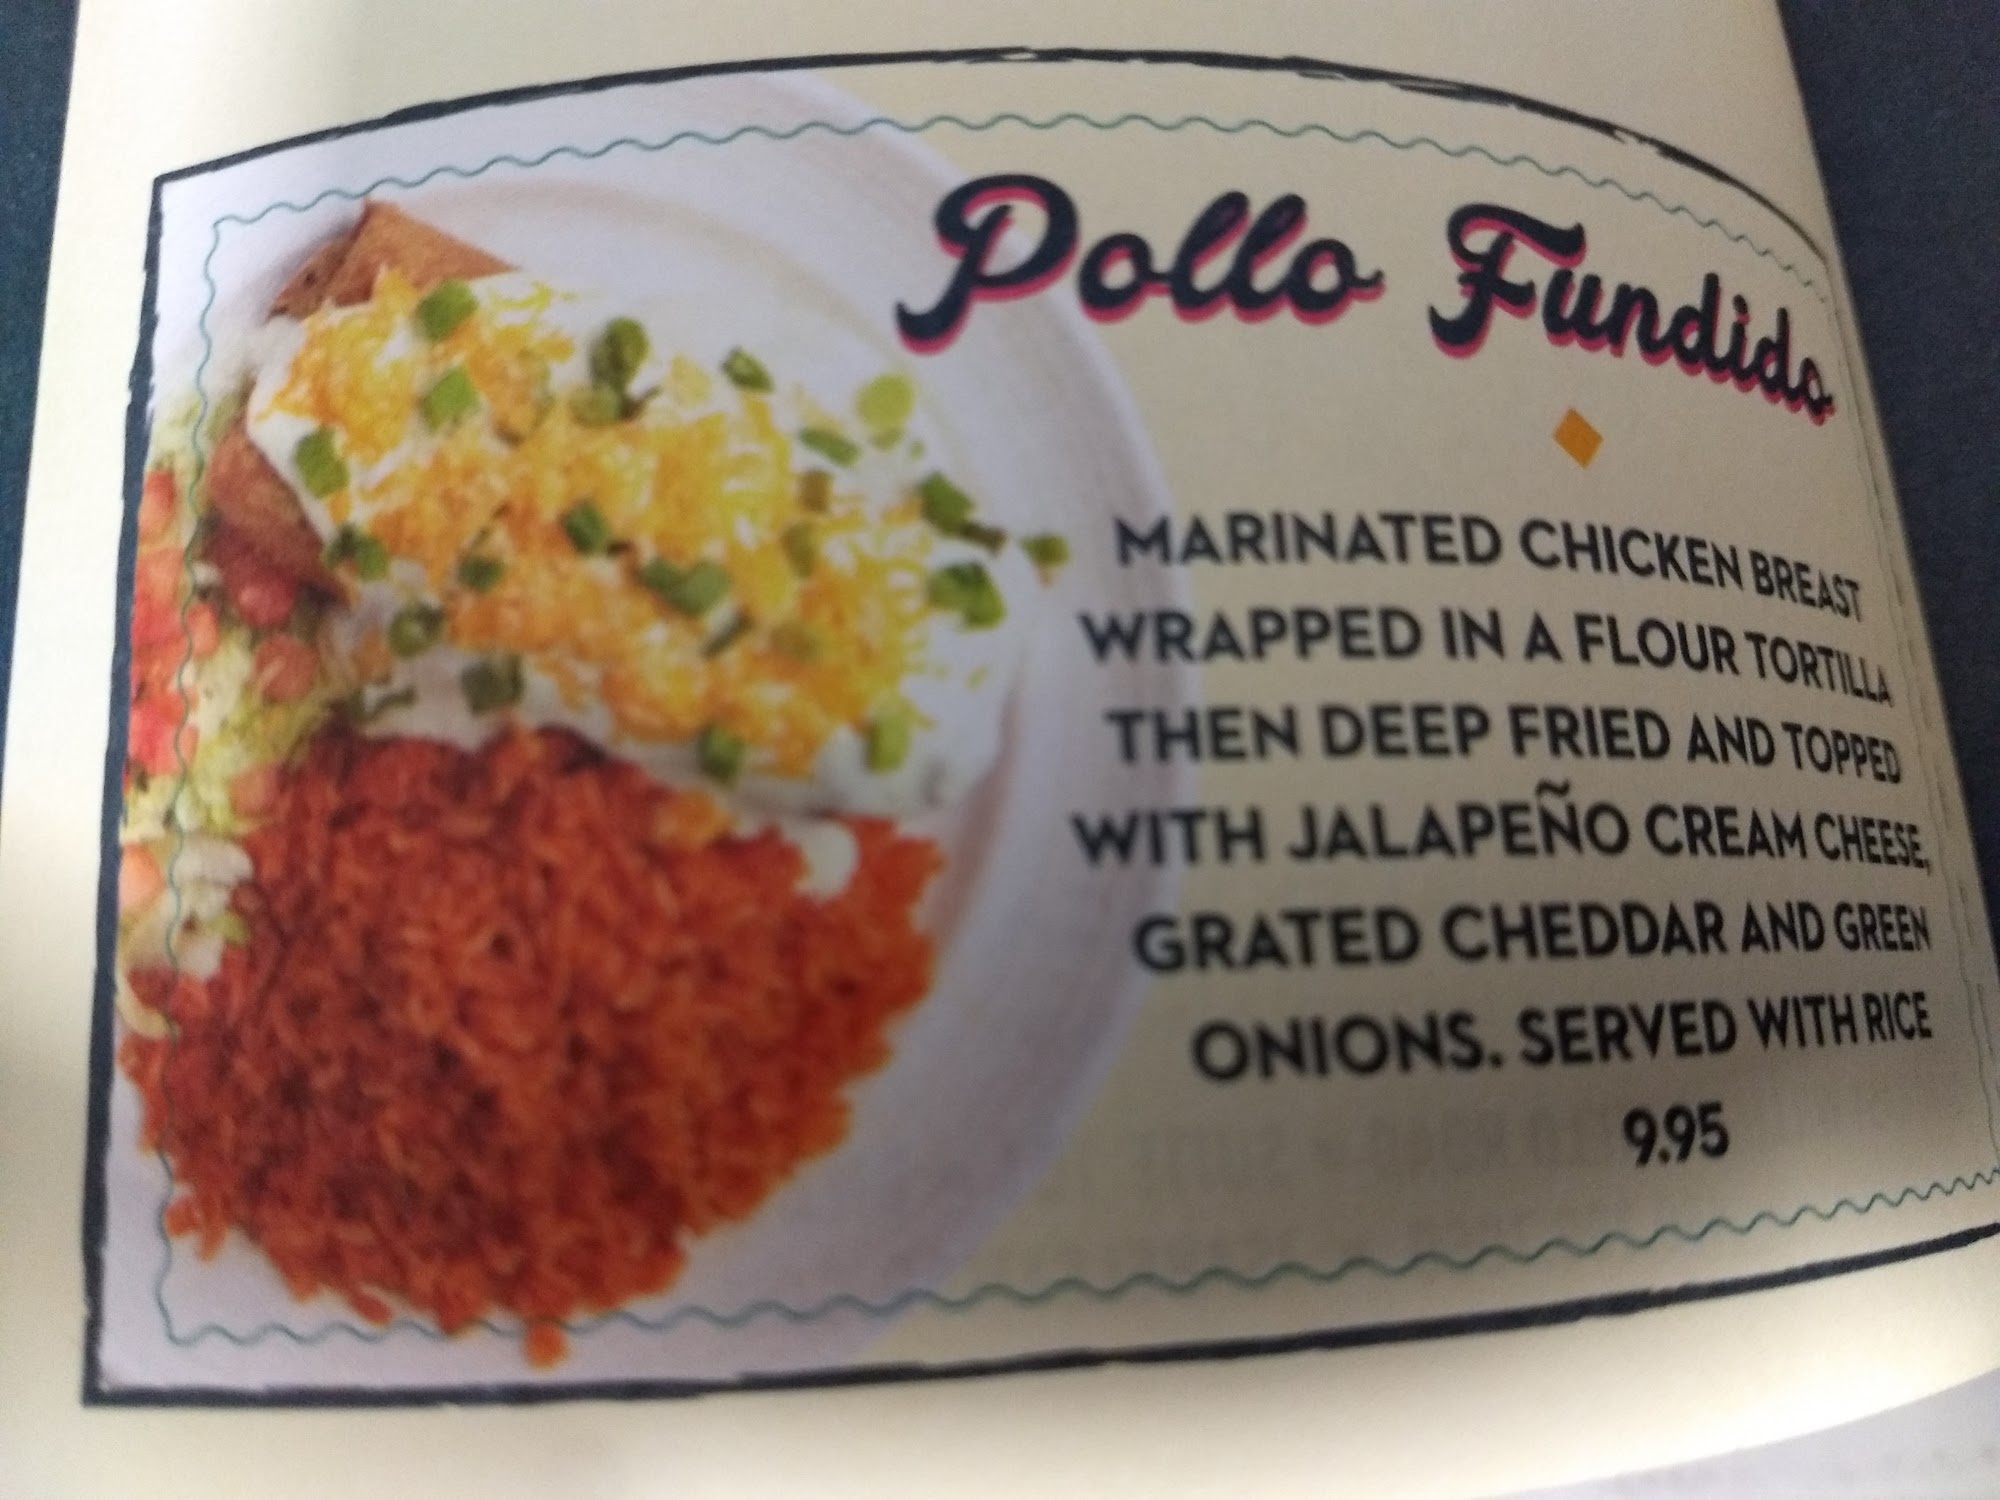 Pollo Fundido
MARINATED CHICKEN BREAST
WRAPPED IN A FLOUR TORTILLA
THEN DEEP FRIED AND TOPPED
WITH JALAPEÑO CREAM CHEESE,
GRATED CHEDDAR AND GREEN
ONIONS. SERVED WITH RICE
9.95